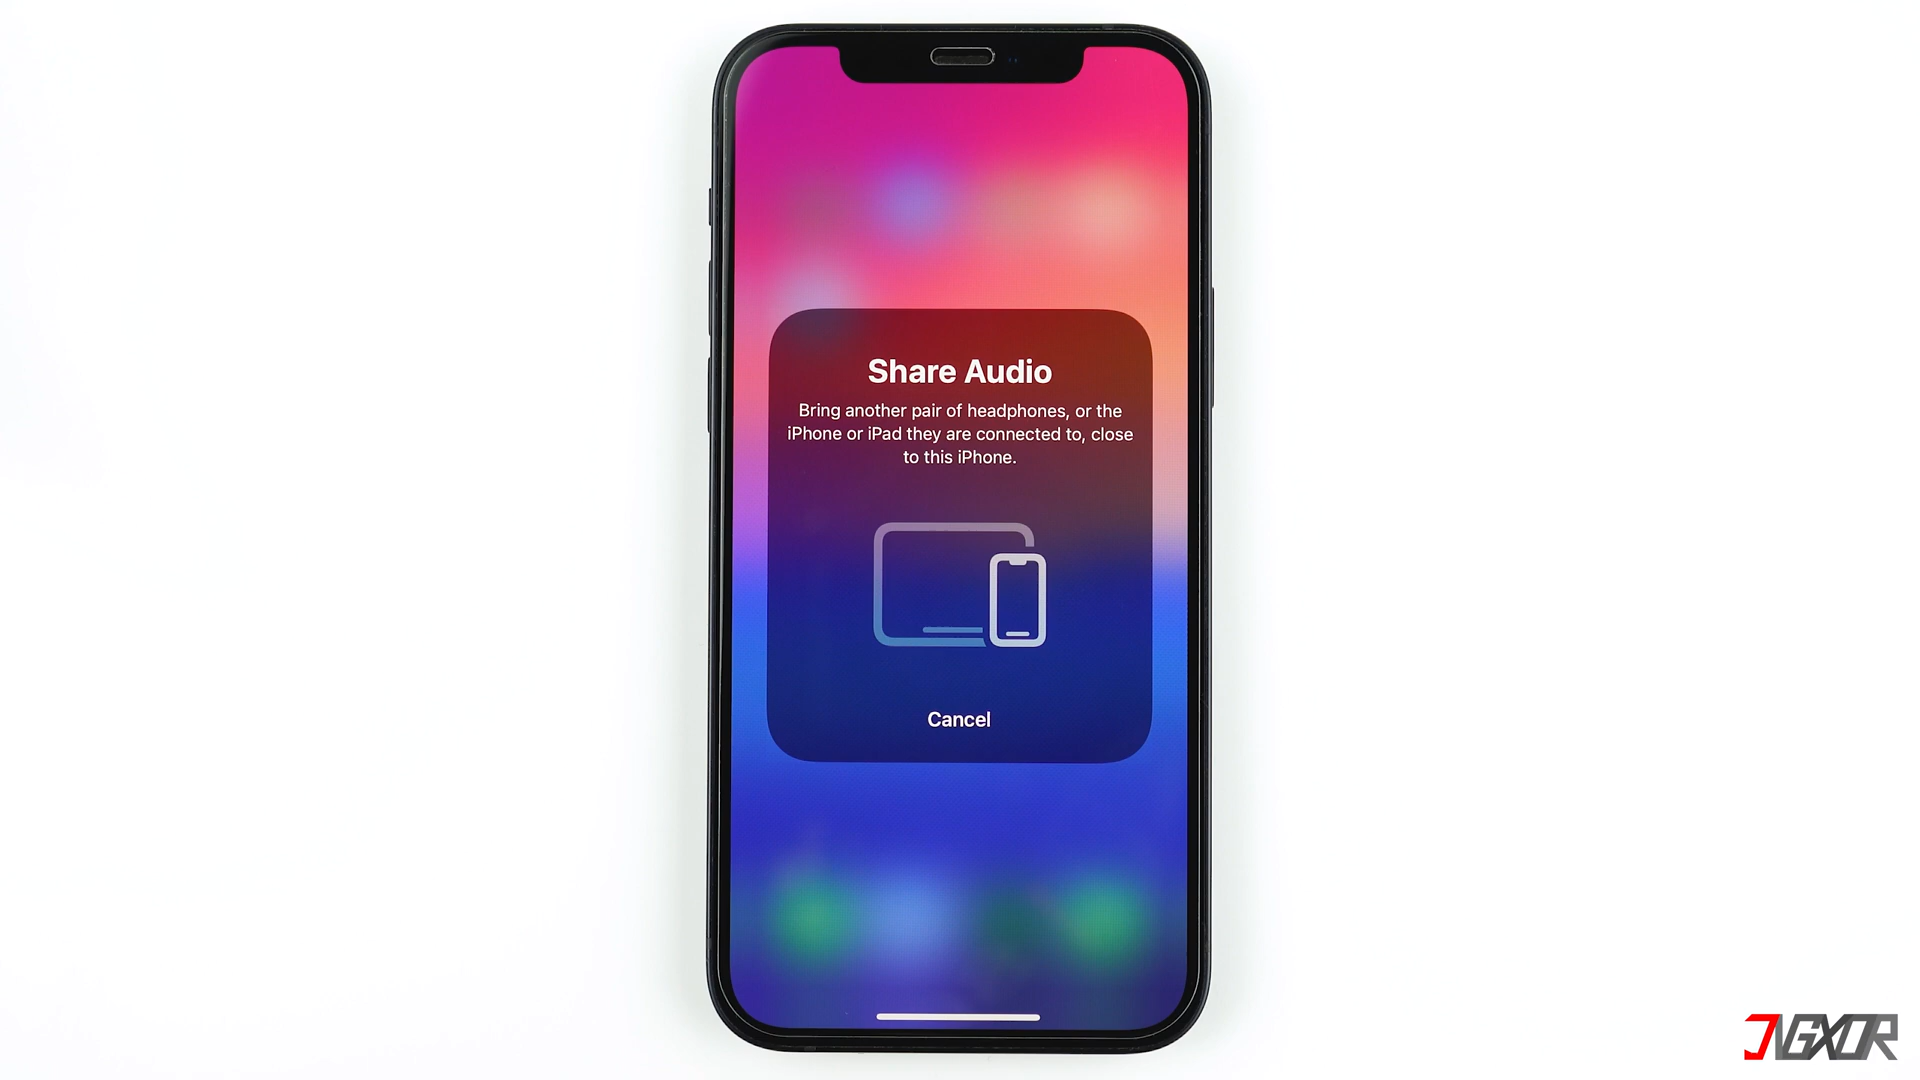 Share Audio
Bring another pair of headphones, or the
iPhone or iPad they are connected to, close
to this iPhone.
Cancel
JVGXOR